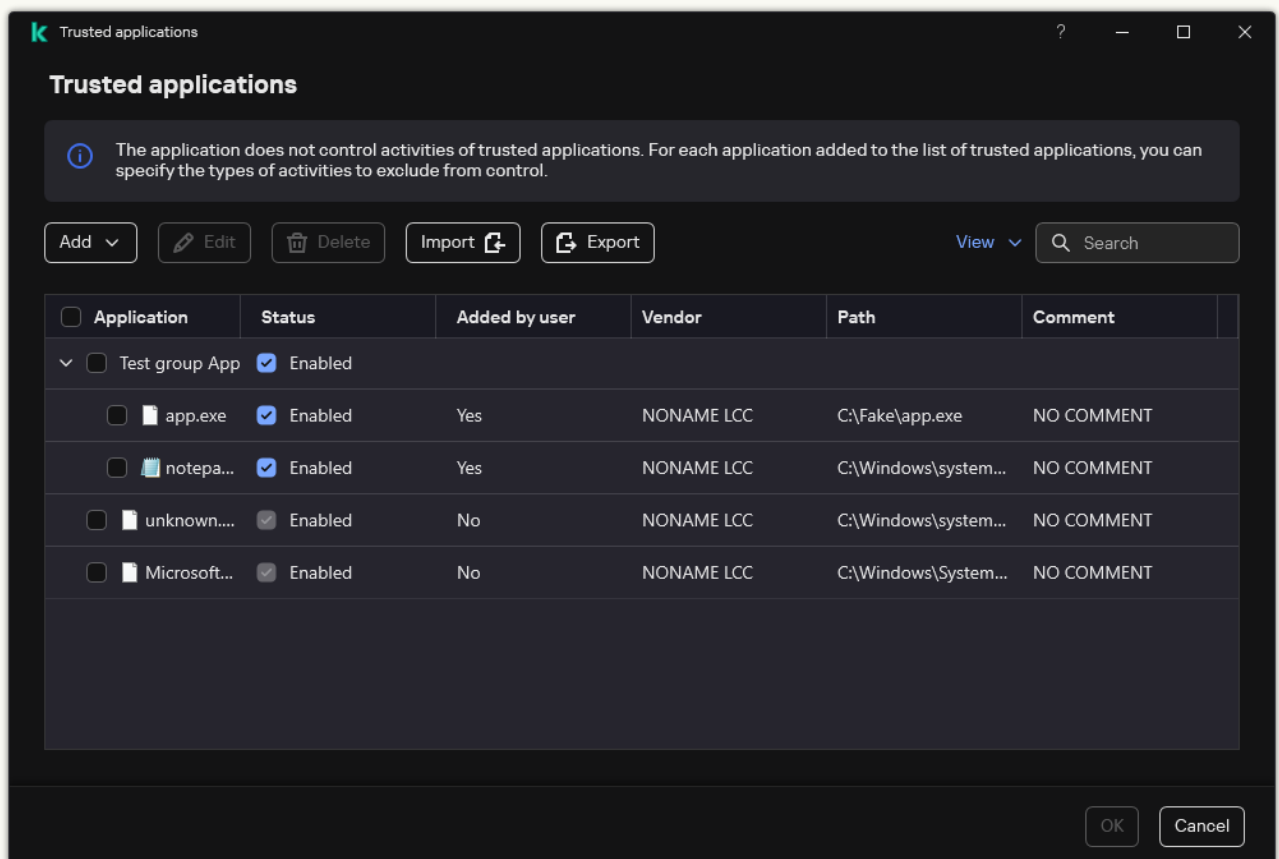 Trusted applications
?
Trusted applications
The application does not control activities of trusted applications. For each application added to the list of trusted applications, you can
specify the types of activities to exclude from control.
Add Edit Delete Import Export View Search
Application Status Added by user Vendor Path Comment
Test group App Enabled
app.exe Enabled Yes NONAME LCC C:\Fake\app.exe NO COMMENT
notepa... Enabled Yes NONAME LCC C:\Windows\system... NO COMMENT
unknown.... Enabled No NONAME LCC C:\Windows\system... NO COMMENT
Microsoft... Enabled No NONAME LCC C:\Windows\System... NO COMMENT
OK Cancel